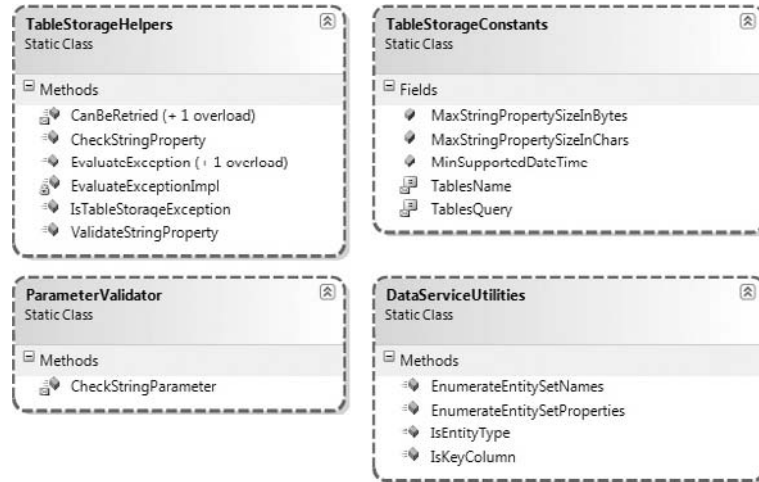 TableStorageHelpers
Static Class
Methods
CanBeRetried (+ 1 overload)
CheckStringProperty
EvaluateException (+ 1 overload)
EvaluateExceptionImpl
IsTableStorageException
ValidateStringProperty
TableStorageConstants
Static Class
Fields
MaxStringPropertySizeInBytes
MaxStringPropertySizeInChars
MinSupportedDateTime
TablesName
TablesQuery
ParameterValidator
Static Class
Methods
CheckStringParameter
DataServiceUtilities
Static Class
Methods
EnumerateEntitySetNames
EnumerateEntitySetProperties
IsEntityType
IsKeyColumn